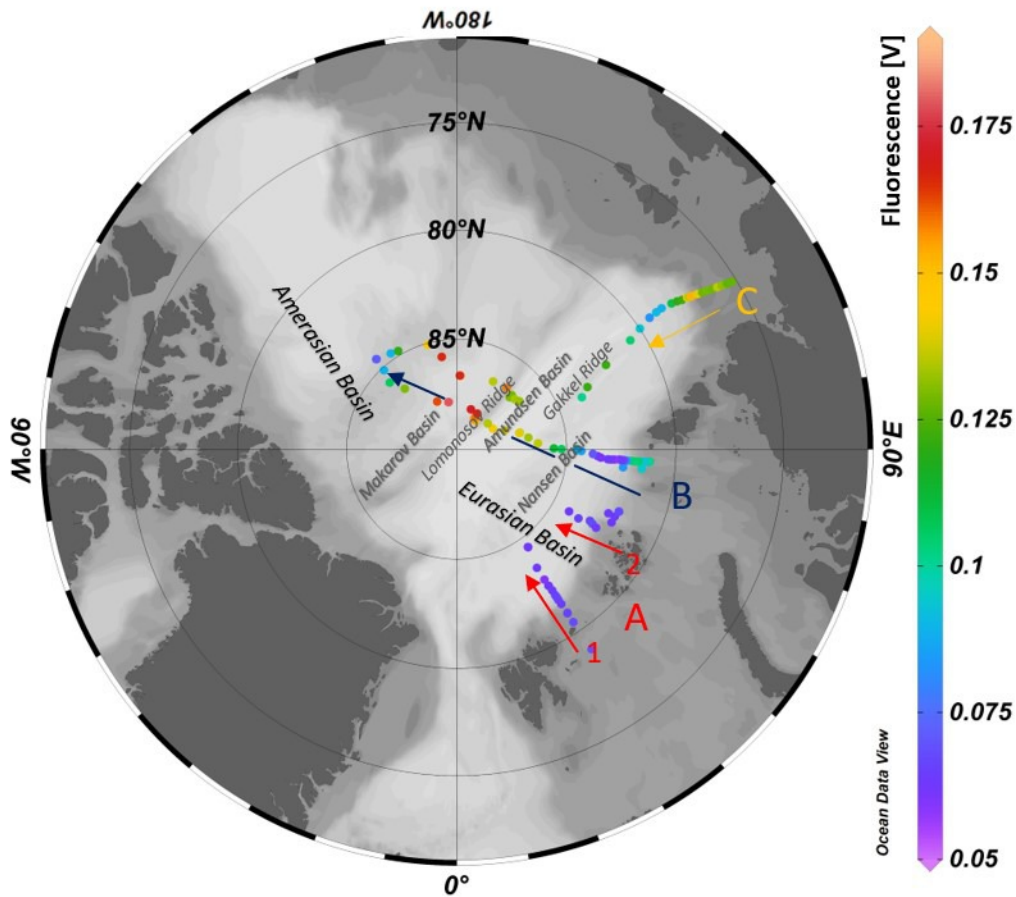 180°W
75°N
80°N
85°N
90°W
90°E
0°
Amerasian Basin
Makarov Basin
Lomonosov Ridge
Amundsen Basin
Gakkel Ridge
Nansen Basin
Eurasian Basin
C
B
2
A
1
Fluorescence [V]
0.175
0.15
0.125
0.1
0.075
0.05
Ocean Data View